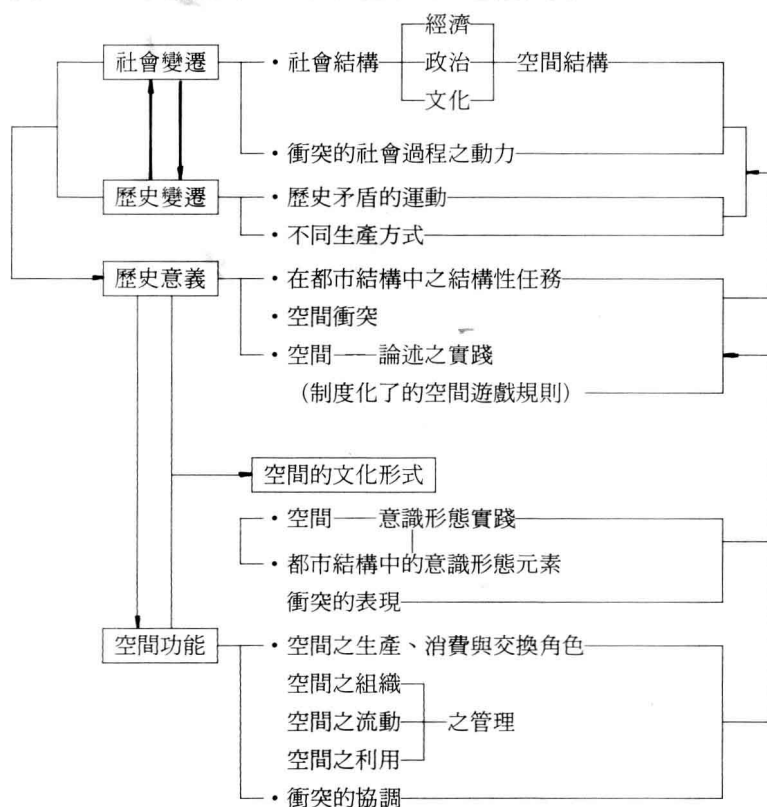 經濟
社會變遷 ・社會結構 政治 空間結構
文化
・衝突的社會過程之動力
歷史變遷 ・歷史矛盾的運動
・不同生產方式
歷史意義 ・在都市結構中之結構性任務
・空間衝突
・空間——論述之實踐
（制度化了的空間遊戲規則）
空間的文化形式
・空間——意識形態實踐
・都市結構中的意識形態元素
衝突的表現
空間功能 ・空間之生產、消費與交換角色
空間之組織
空間之流動 之管理
空間之利用
・衝突的協調